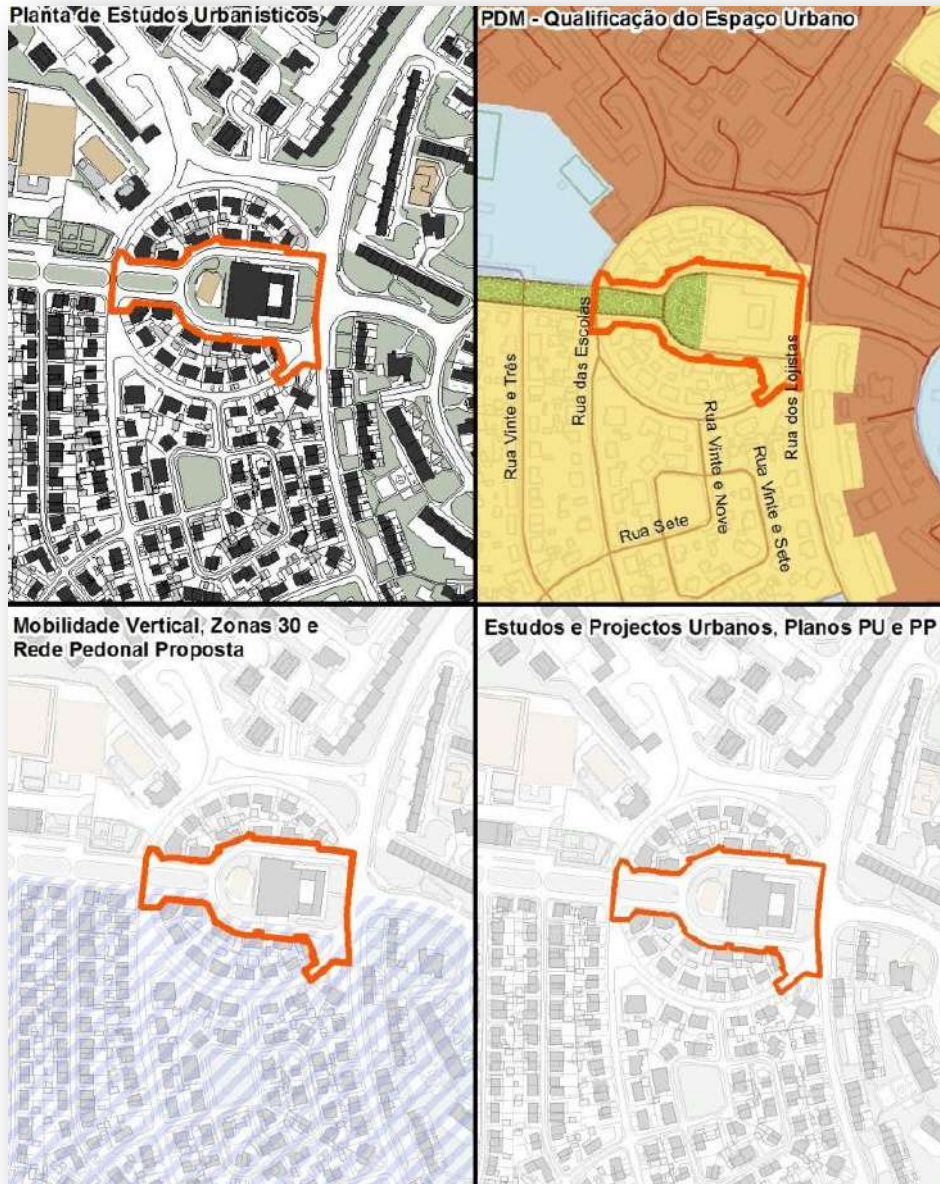 Planta de Estudos Urbanísticos
PDM - Qualificação do Espaço Urbano
Rua Vinte e Três
Rua das Escolas
Rua dos Lojistas
Rua Vinte e Nove
Rua Vinte e Sete
Rua Sete
Mobilidade Vertical, Zonas 30 e
Rede Pedonal Proposta
Estudos e Projectos Urbanos, Planos PU e PP